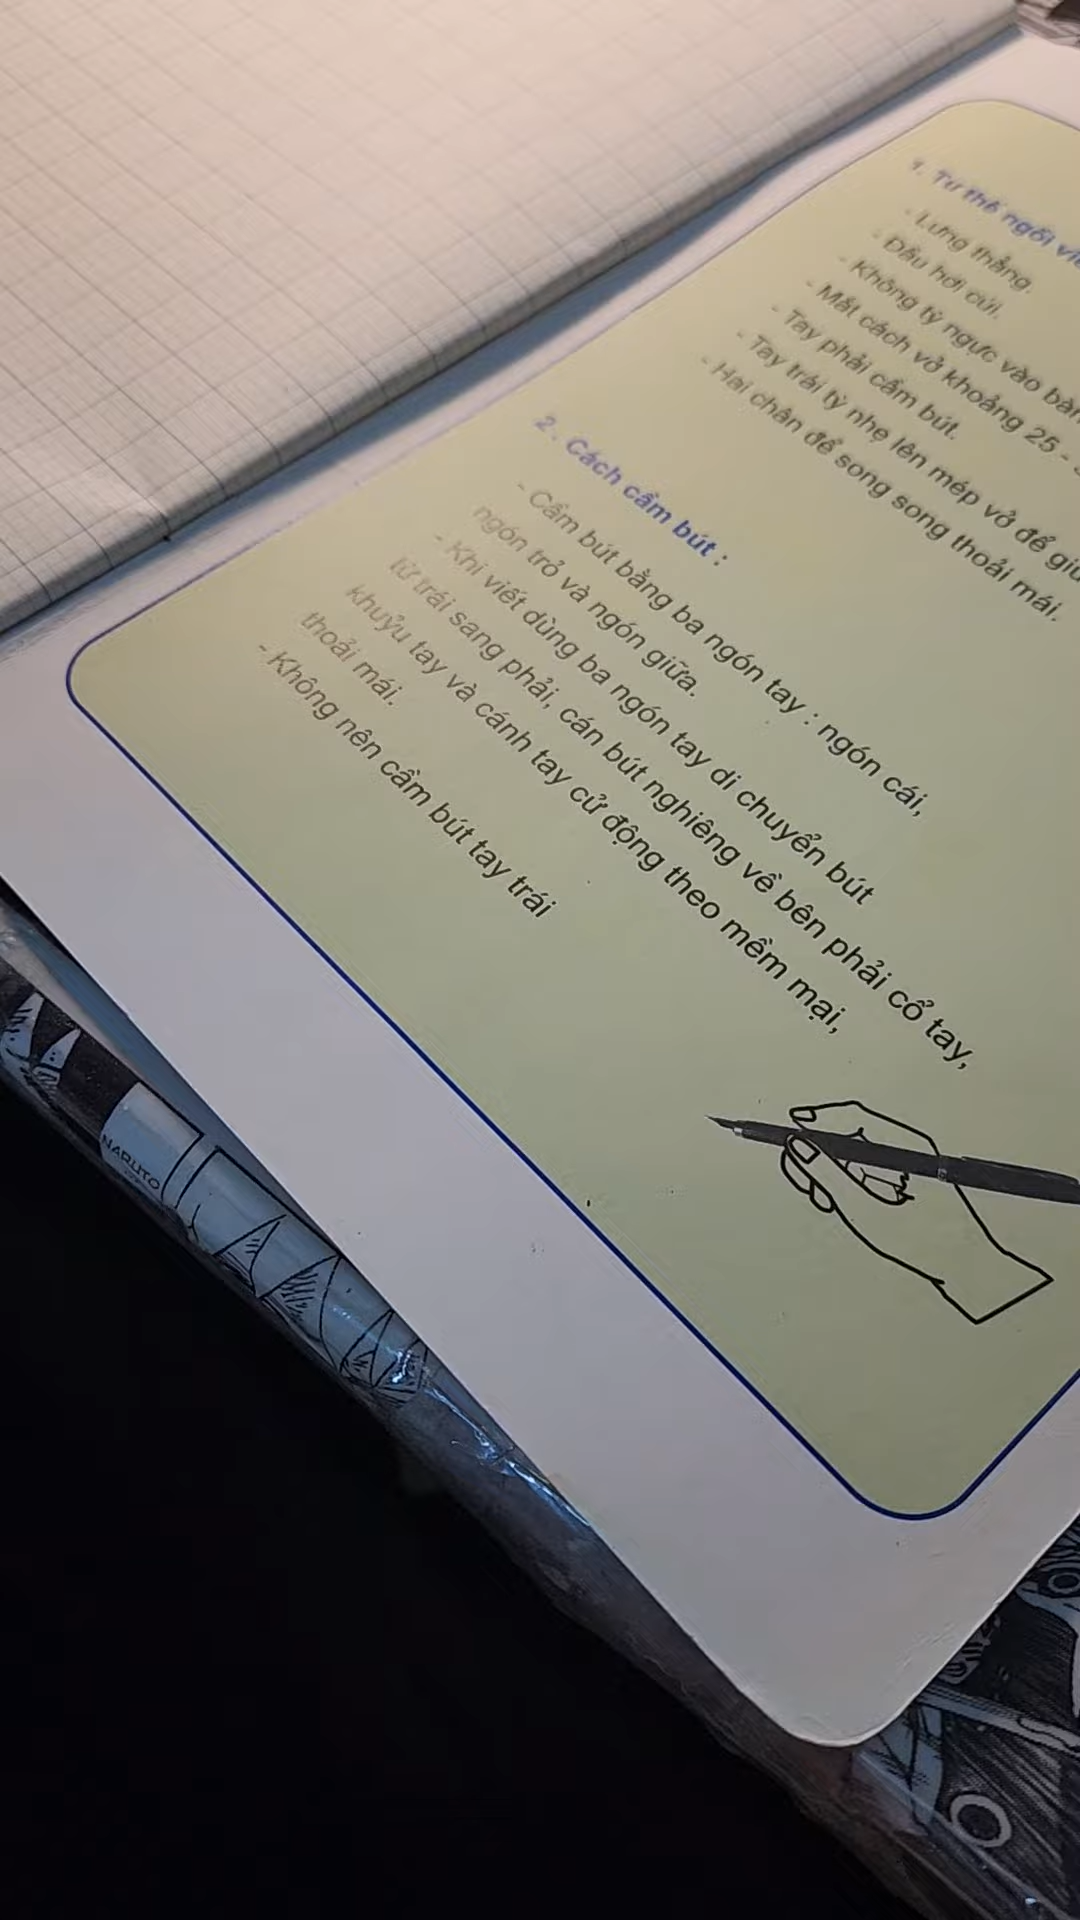 1. Tư thế ngồi
- Lưng thẳng.
- Đầu hơi cúi.
- Không tỳ ngực vào bàn
- Mắt cách vở khoảng 25 -
- Tay phải cầm bút.
- Tay trái tỳ nhẹ lên mép vở để
- Hai chân để song song thoải mái.
2. Cách cầm bút :
- Cầm bút bằng ba ngón tay : ngón cái,
ngón trỏ và ngón giữa.
- Khi viết dùng ba ngón tay di chuyển bút
từ trái sang phải, cán bút nghiêng về bên phải cổ tay,
khuỷu tay và cánh tay cử động theo mềm mại,
thoải mái.
- Không nên cầm bút tay trái
NARUTO